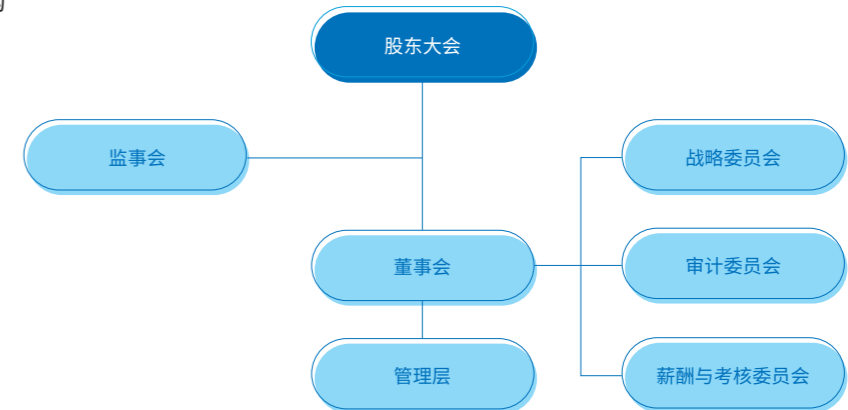 股东大会
监事会
战略委员会
董事会
审计委员会
管理层
薪酬与考核委员会